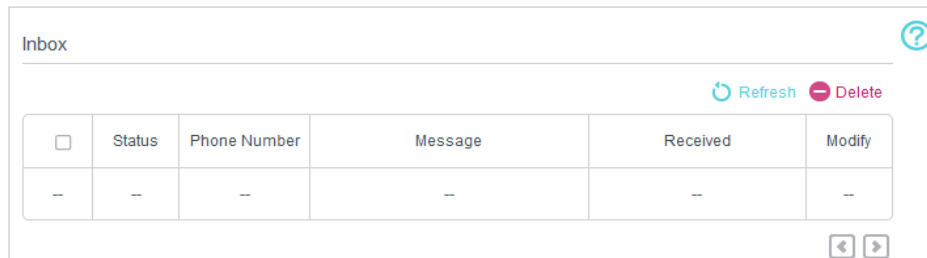 Inbox
?
Refresh Delete
Status Phone Number Message Received Modify
-- -- -- -- -- --